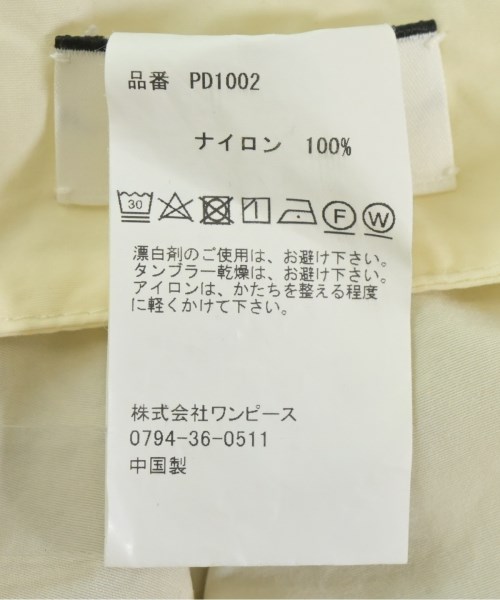 品番 PD1002
ナイロン 100%
30 F W
漂白剤のご使用は、お避け下さい。
タンブラー乾燥は、お避け下さい。
アイロンは、かたちを整える程度
に軽くかけて下さい。
株式会社ワンピース
0794-36-0511
中国製